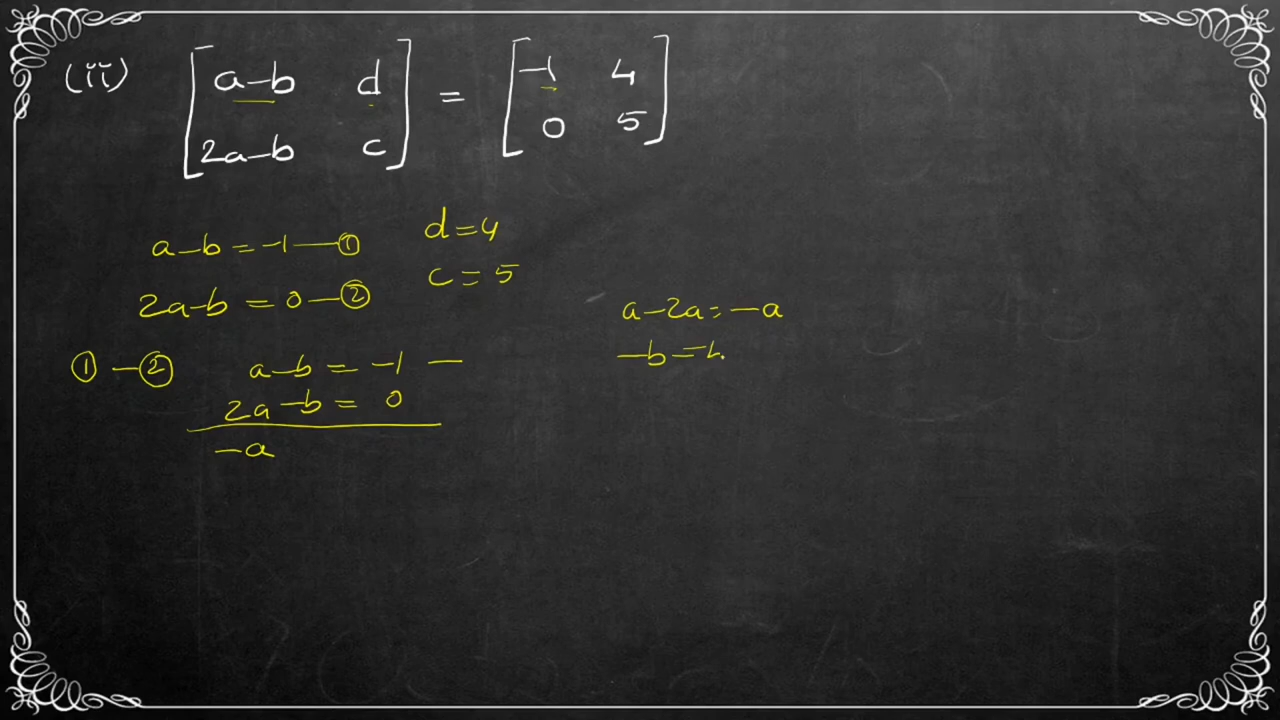 (ii) [a-b d] = [-1 4]
[2a-b c] [0 5]
a-b = -1 — ①
d = 4
2a-b = 0 — ②
c = 5
① - ② a-b = -1 —
2a-b = 0
-a
a-2a = -a